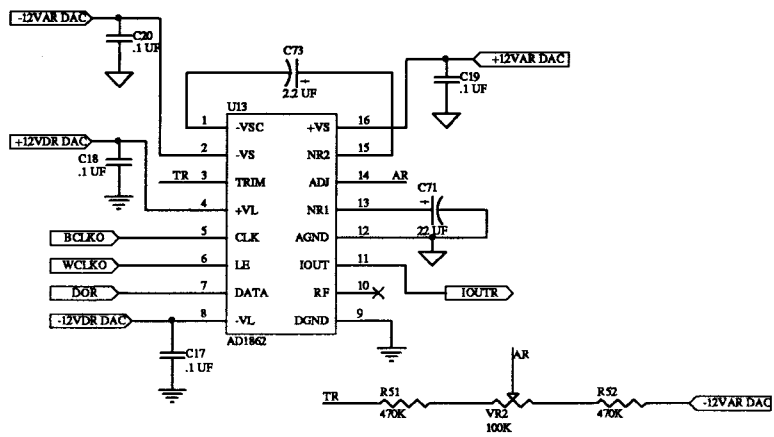 -12VAR DAC
C20
.1 UF
C73
2.2 UF
+12VAR DAC
C19
.1 UF
U13
+12VDR DAC
C18
.1 UF
1 -VSC +VS 16
2 -VS NR2 15
TR 3 TRIM ADJ 14 AR
4 +VL NR1 13
C71
22 UF
BCLKO 5 CLK AGND 12
WCLKO 6 LE IOUT 11 IOUTR
DOR 7 DATA RF 10
-12VDR DAC 8 -VL DGND 9
AD1862
C17
.1 UF
AR
TR R51 R52 -12VAR DAC
470K VR2 470K
100K